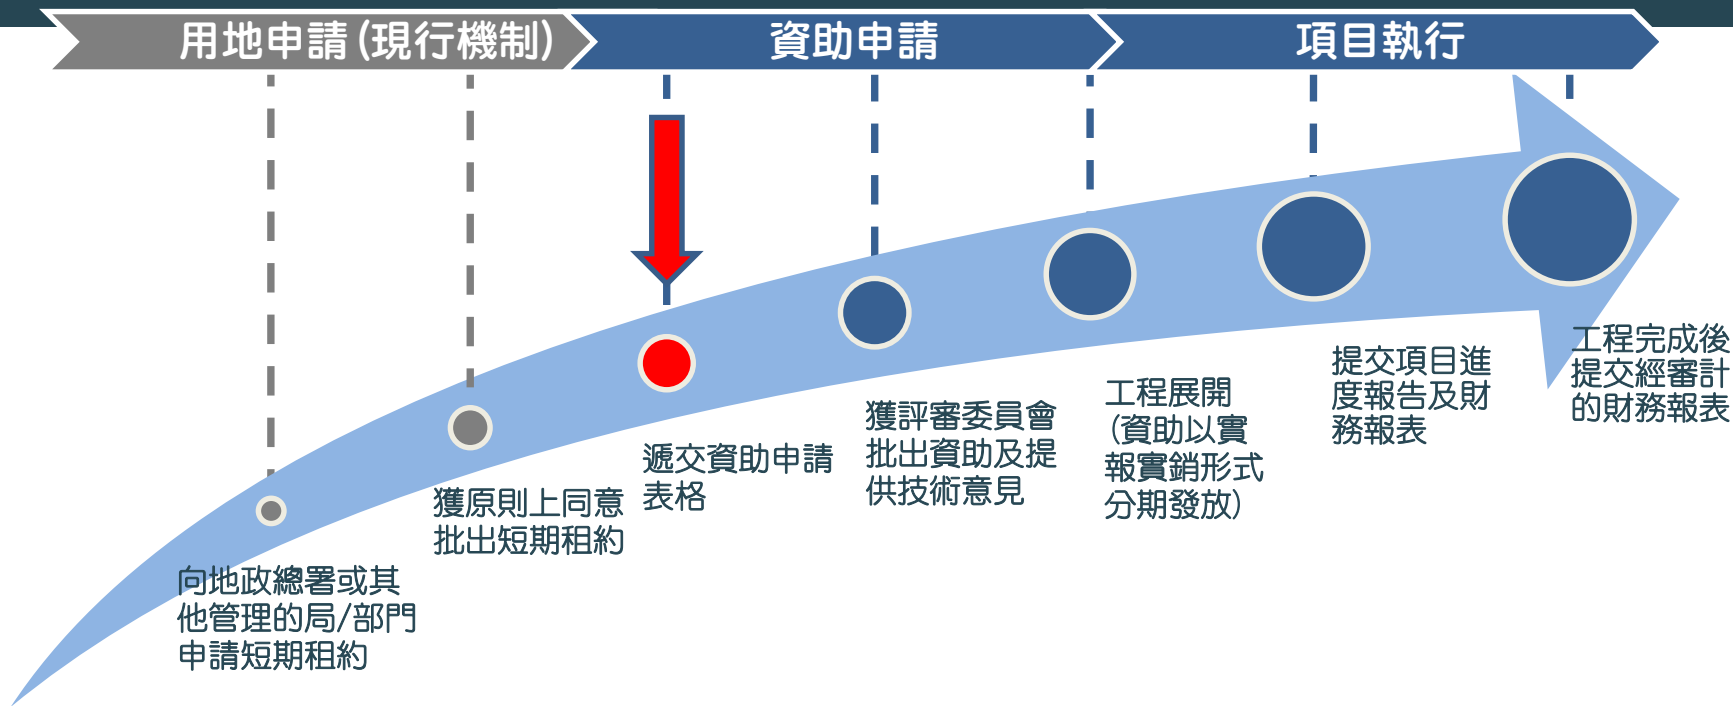 用地申請(現行機制)
資助申請
項目執行
向地政總署或其
他管理的局/部門
申請短期租約
獲原則上同意
批出短期租約
遞交資助申請
表格
獲評審委員會
批出資助及提
供技術意見
工程展開
(資助以實
報實銷形式
分期發放)
提交項目進
度報告及財
務報表
工程完成後
提交經審計
的財務報表